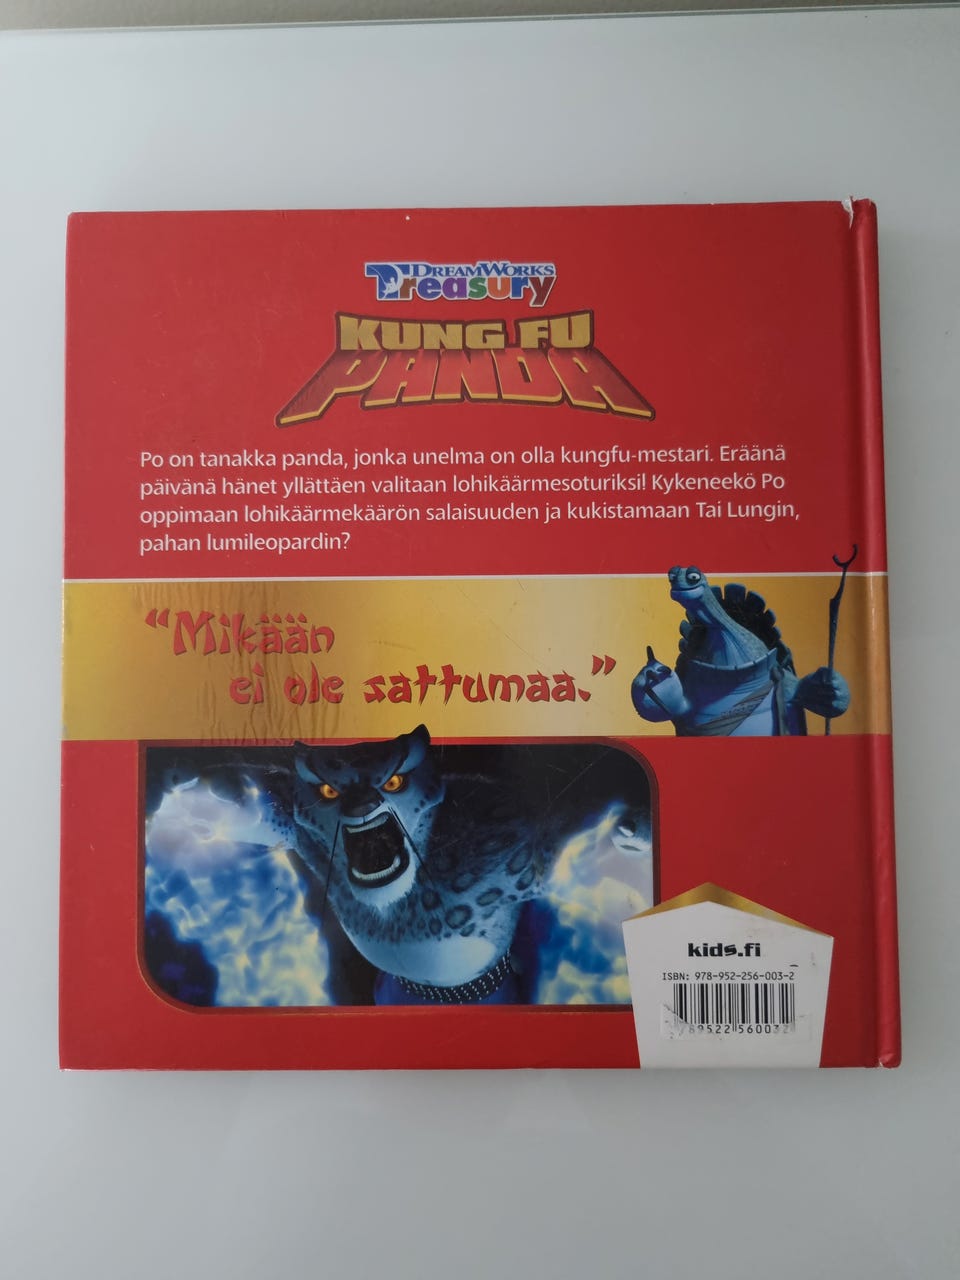 DREAMWORKS
Treasury
KUNG FU
PANDA
Po on tanakka panda, jonka unelma on olla kungfu-mestari. Eräänä
päivänä hänet yllättäen valitaan lohikäärmesoturiksi! Kykeneekö Po
oppimaan lohikäärmekäärön salaisuuden ja kukistamaan Tai Lungin,
pahan lumileopardin?
“Mikään
ei ole sattumaa.”
kids.fi
ISBN: 978-952-256-003-2
9789522560032